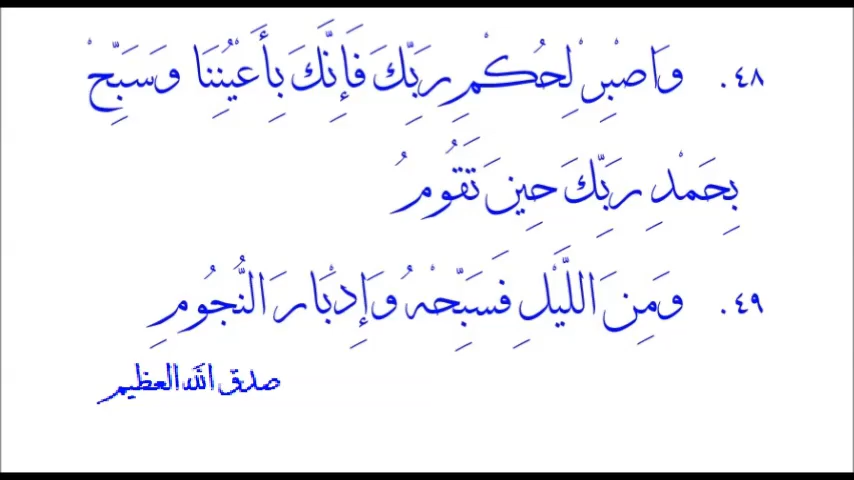 ٤٨. وَاصْبِرْ لِحُكْمِ رَبِّكَ فَإِنَّكَ بِأَعْيُنِنَا وَسَبِّحْ
بِحَمْدِ رَبِّكَ حِينَ تَقُومُ
٤٩. وَمِنَ اللَّيْلِ فَسَبِّحْهُ وَإِدْبَارَ النُّجُومِ
صدق الله العظيم